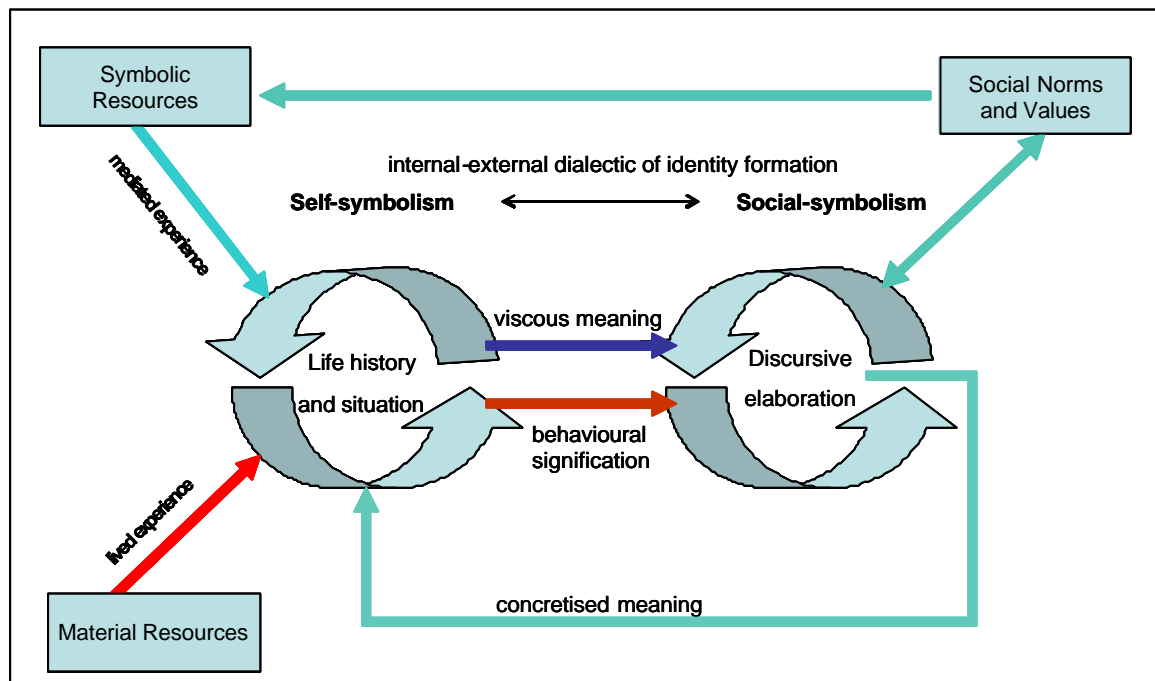 Symbolic
Resources
Social Norms
and Values
mediated experience
internal-external dialectic of identity formation
Self-symbolism
Social-symbolism
viscous meaning
Life history
and situation
Discursive
elaboration
behavioural
signification
lived experience
concretised meaning
Material Resources